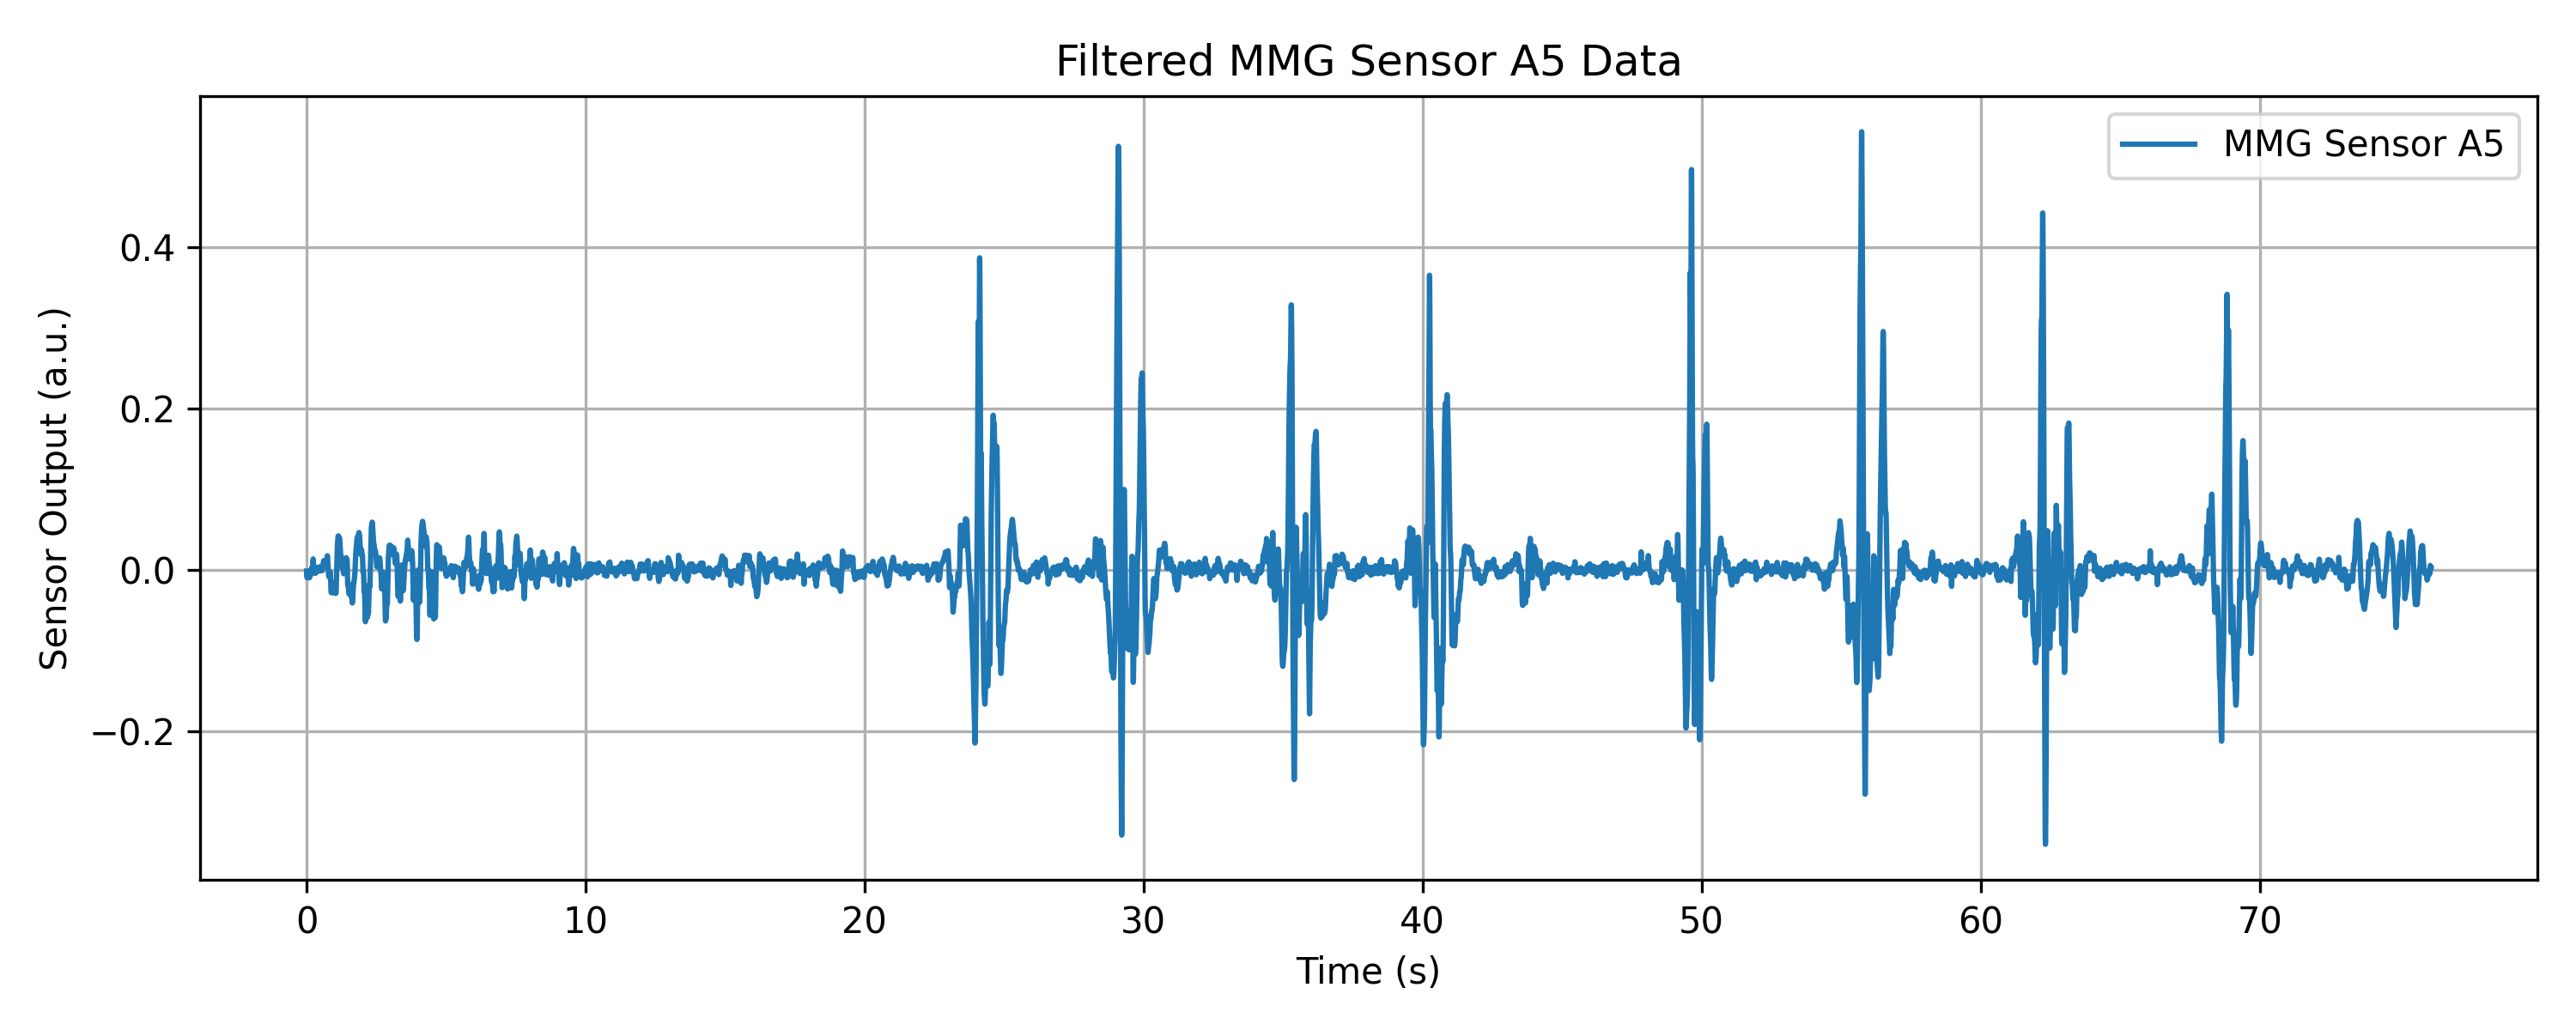 Filtered MMG Sensor A5 Data
MMG Sensor A5
Sensor Output (a.u.)
0.4
0.2
0.0
−0.2
0 10 20 30 40 50 60 70
Time (s)